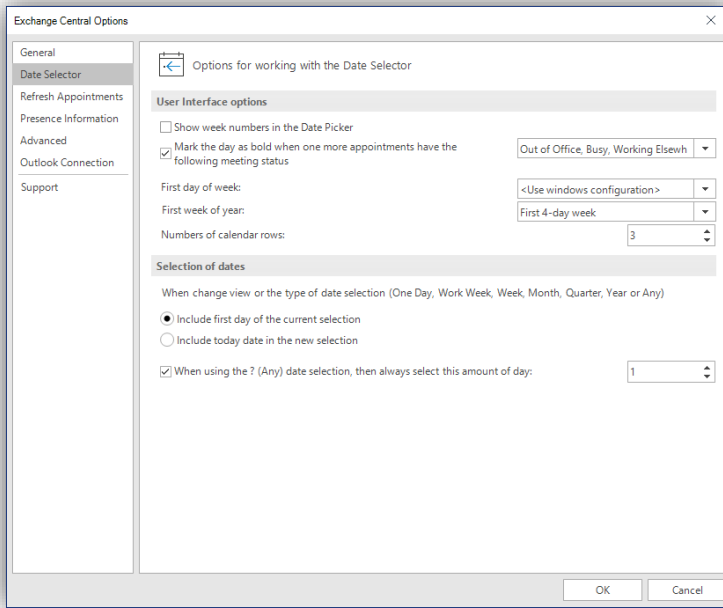 Exchange Central Options
General
Date Selector
Refresh Appointments
Presence Information
Advanced
Outlook Connection
Support
Options for working with the Date Selector
User Interface options
Show week numbers in the Date Picker
Mark the day as bold when one more appointments have the
following meeting status
Out of Office, Busy, Working Elsewh
First day of week:
<Use windows configuration>
First week of year:
First 4-day week
Numbers of calendar rows:
3
Selection of dates
When change view or the type of date selection (One Day, Work Week, Week, Month, Quarter, Year or Any)
Include first day of the current selection
Include today date in the new selection
When using the ? (Any) date selection, then always select this amount of day:
1
OK
Cancel